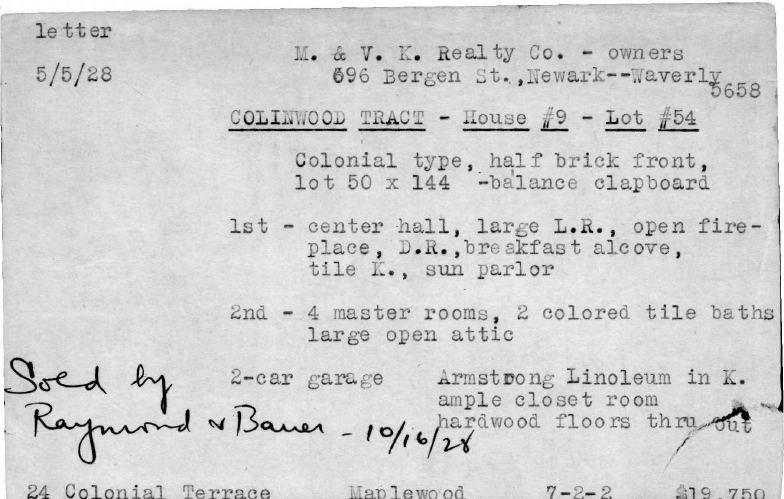 letter
M. & V. K. Realty Co. - owners
5/5/28
696 Bergen St.,Newark--Waverly
5658
COLINWOOD TRACT - House #9 - Lot #54
Colonial type, half brick front,
lot 50 x 144 -balance clapboard
1st - center hall, large L.R., open fire-
place, D.R.,breakfast alcove,
tile K., sun parlor
2nd - 4 master rooms, 2 colored tile baths
large open attic
2-car garage Armstrong Linoleum in K.
ample closet room
hardwood floors thru out
Sold by
Raymond & Bauer - 10/16/28
24 Colonial Terrace Maplewood 7-2-2 $19,750